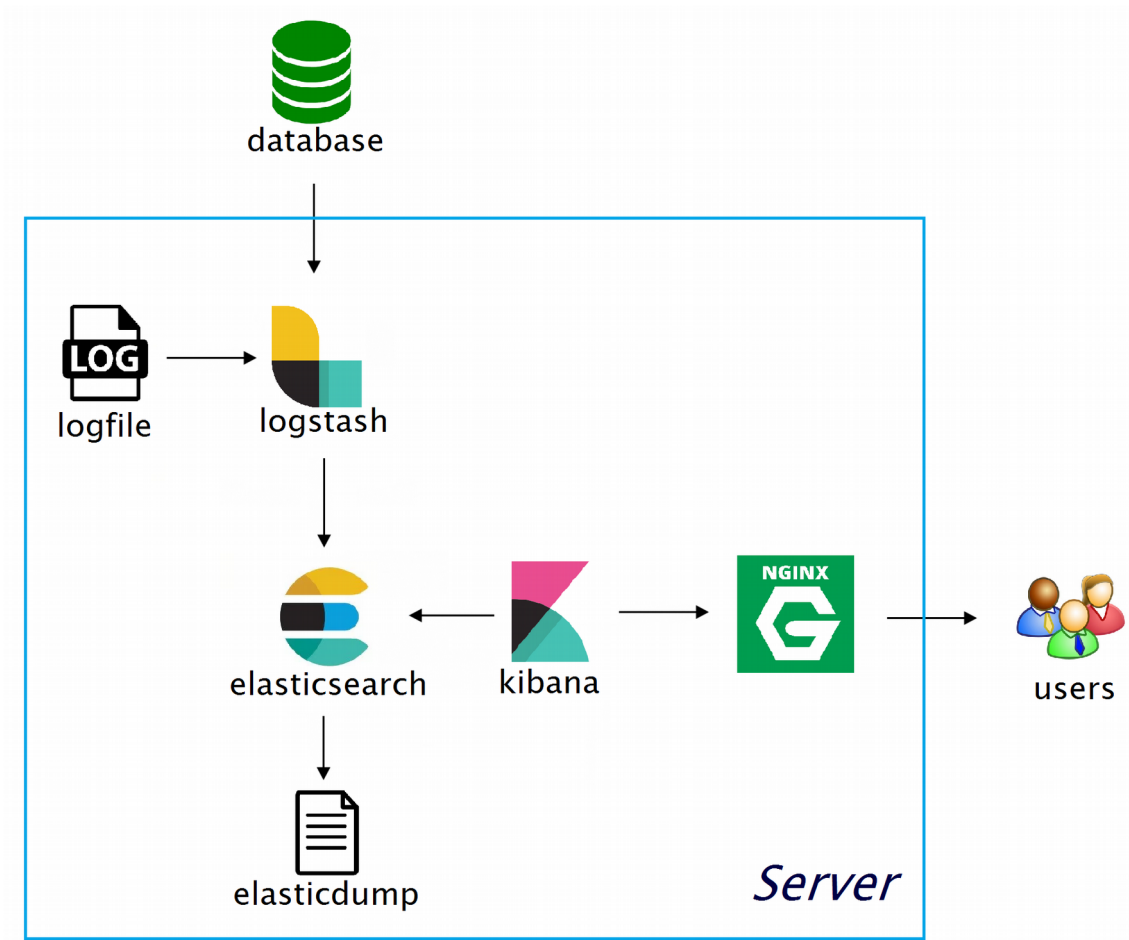 database
LOG
logfile
logstash
NGINX
elasticsearch
kibana
users
elasticdump
Server